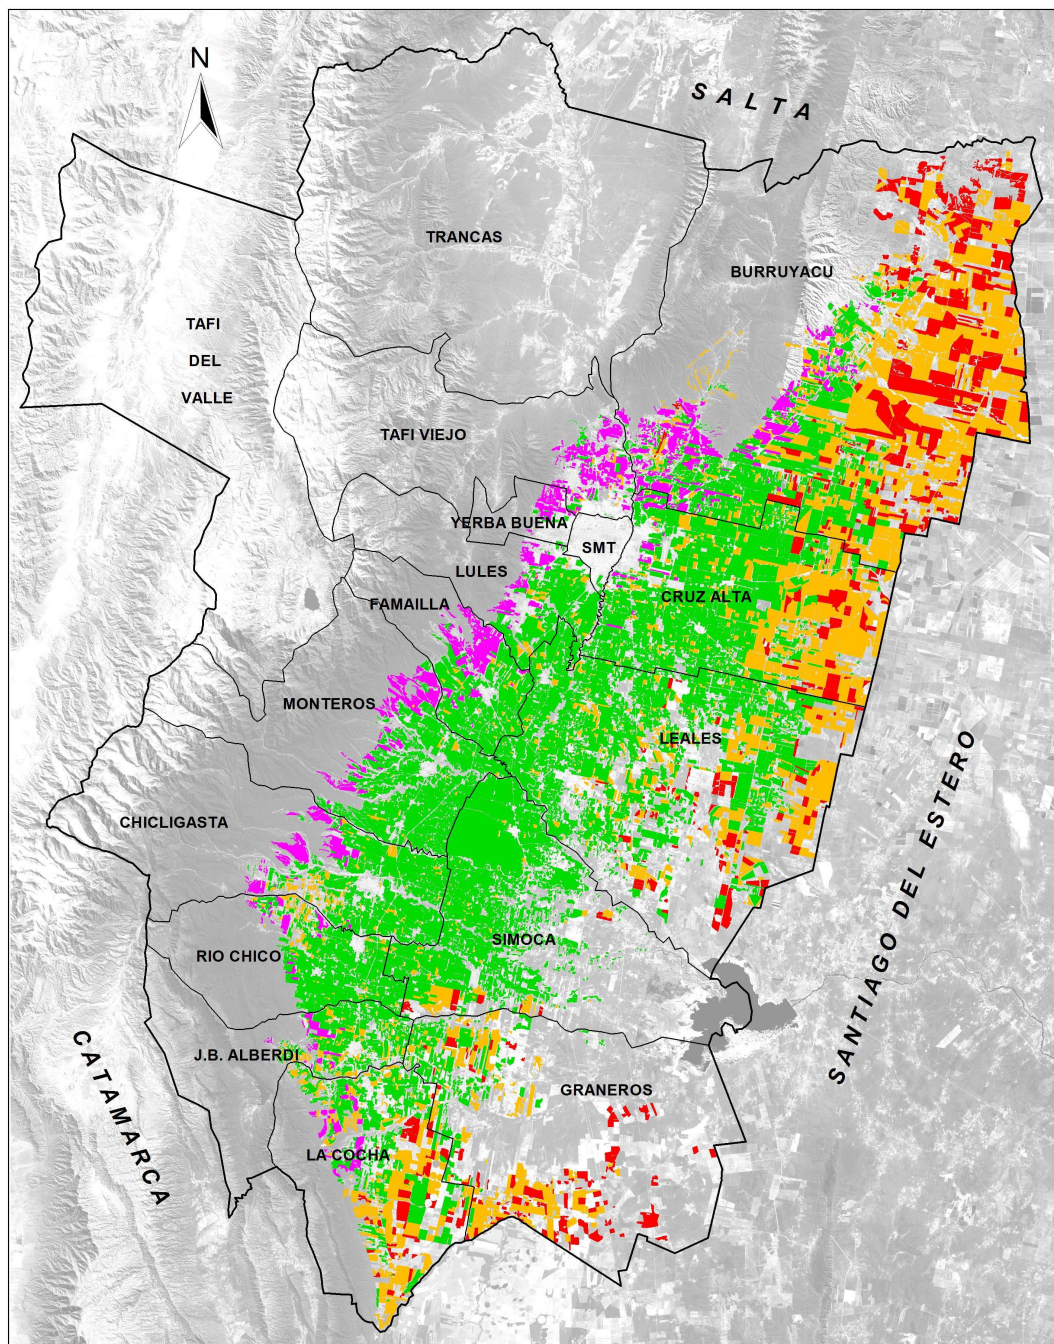 N
SALTA
TRANCAS
BURRUYACU
TAFI
DEL
VALLE
TAFI VIEJO
YERBA BUENA
SMT
LULES
CRUZ ALTA
FAMAILLA
MONTEROS
LEALES
CHICLIGASTA
SIMOCA
RIO CHICO
SANTIAGO DEL ESTERO
J.B. ALBERDI
GRANEROS
CATAMARCA
LA COCHA